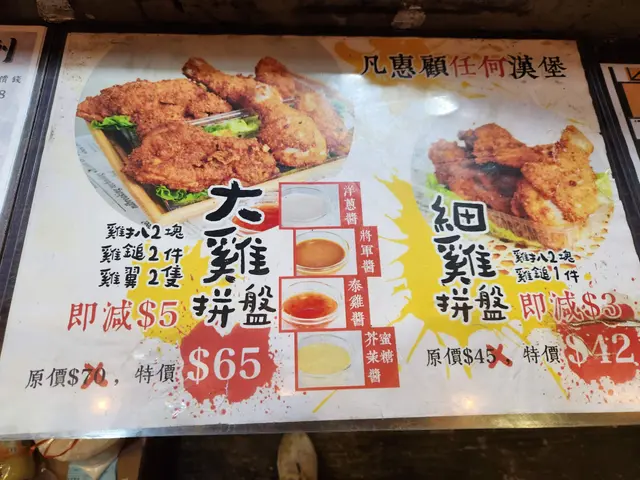 凡惠顧任何漢堡
大雞拼盤
雞扒2塊
雞鎚2件
雞翼2隻
即減$5
原價$70，特價$65
洋蔥醬
將軍醬
泰雞醬
蜜糖芥茉醬
細雞拼盤
雞扒2塊
雞鎚1件
即減$3
原價$45，特價$42